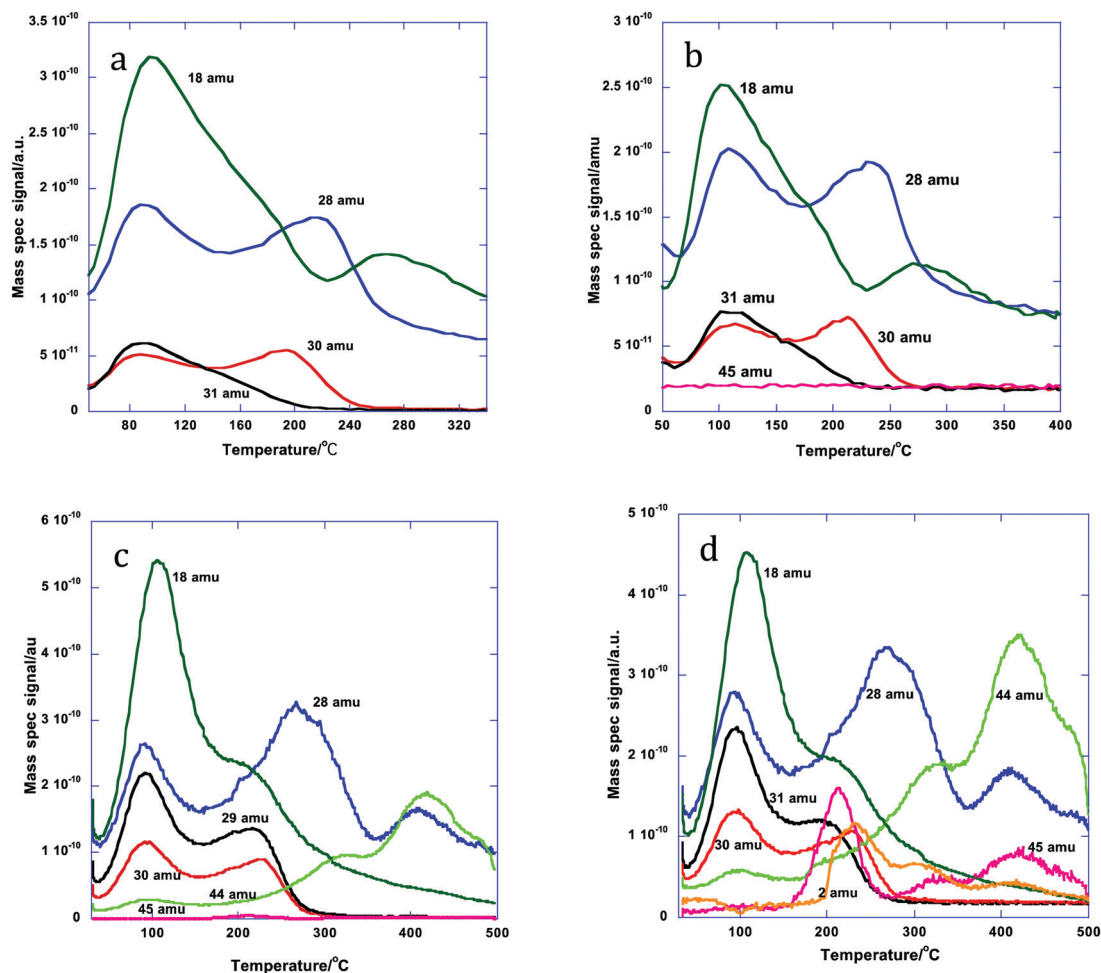 a
3.5 10⁻¹⁰
3 10⁻¹⁰
2.5 10⁻¹⁰
2 10⁻¹⁰
1.5 10⁻¹⁰
1 10⁻¹⁰
5 10⁻¹¹
0
Mass spec signal/a.u.
18 amu
28 amu
30 amu
31 amu
80 120 160 200 240 280 320
Temperature/°C
b
3 10⁻¹⁰
2.5 10⁻¹⁰
2 10⁻¹⁰
1.5 10⁻¹⁰
1 10⁻¹⁰
5 10⁻¹¹
0
Mass spec signal/amu
18 amu
28 amu
31 amu
30 amu
45 amu
50 100 150 200 250 300 350 400
Temperature/°C
c
6 10⁻¹⁰
5 10⁻¹⁰
4 10⁻¹⁰
3 10⁻¹⁰
2 10⁻¹⁰
1 10⁻¹⁰
0
Mass spec signal/au
18 amu
28 amu
29 amu
30 amu
44 amu
45 amu
100 200 300 400 500
Temperature/°C
d
5 10⁻¹⁰
4 10⁻¹⁰
3 10⁻¹⁰
2 10⁻¹⁰
1 10⁻¹⁰
0
Mass spec signal/a.u.
18 amu
28 amu
44 amu
31 amu
30 amu
45 amu
2 amu
100 200 300 400 500
Temperature/°C